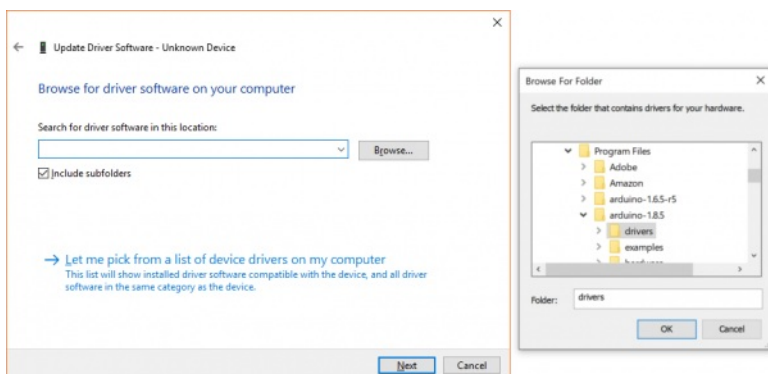 Update Driver Software - Unknown Device
Browse for driver software on your computer
Search for driver software in this location:
Browse...
Include subfolders
Let me pick from a list of device drivers on my computer
This list will show installed driver software compatible with the device, and all driver
software in the same category as the device.
Next
Cancel
Browse For Folder
Select the folder that contains drivers for your hardware.
Program Files
Adobe
Amazon
arduino-1.6.5-r5
arduino-1.8.5
drivers
examples
Folder:
drivers
OK
Cancel